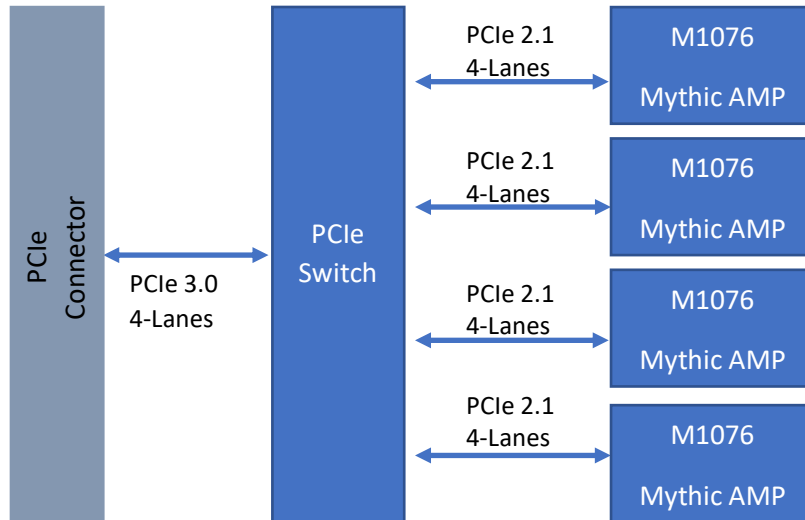 PCIe
Connector
PCIe 3.0
4-Lanes
PCIe
Switch
PCIe 2.1
4-Lanes
M1076
Mythic AMP
PCIe 2.1
4-Lanes
M1076
Mythic AMP
PCIe 2.1
4-Lanes
M1076
Mythic AMP
PCIe 2.1
4-Lanes
M1076
Mythic AMP